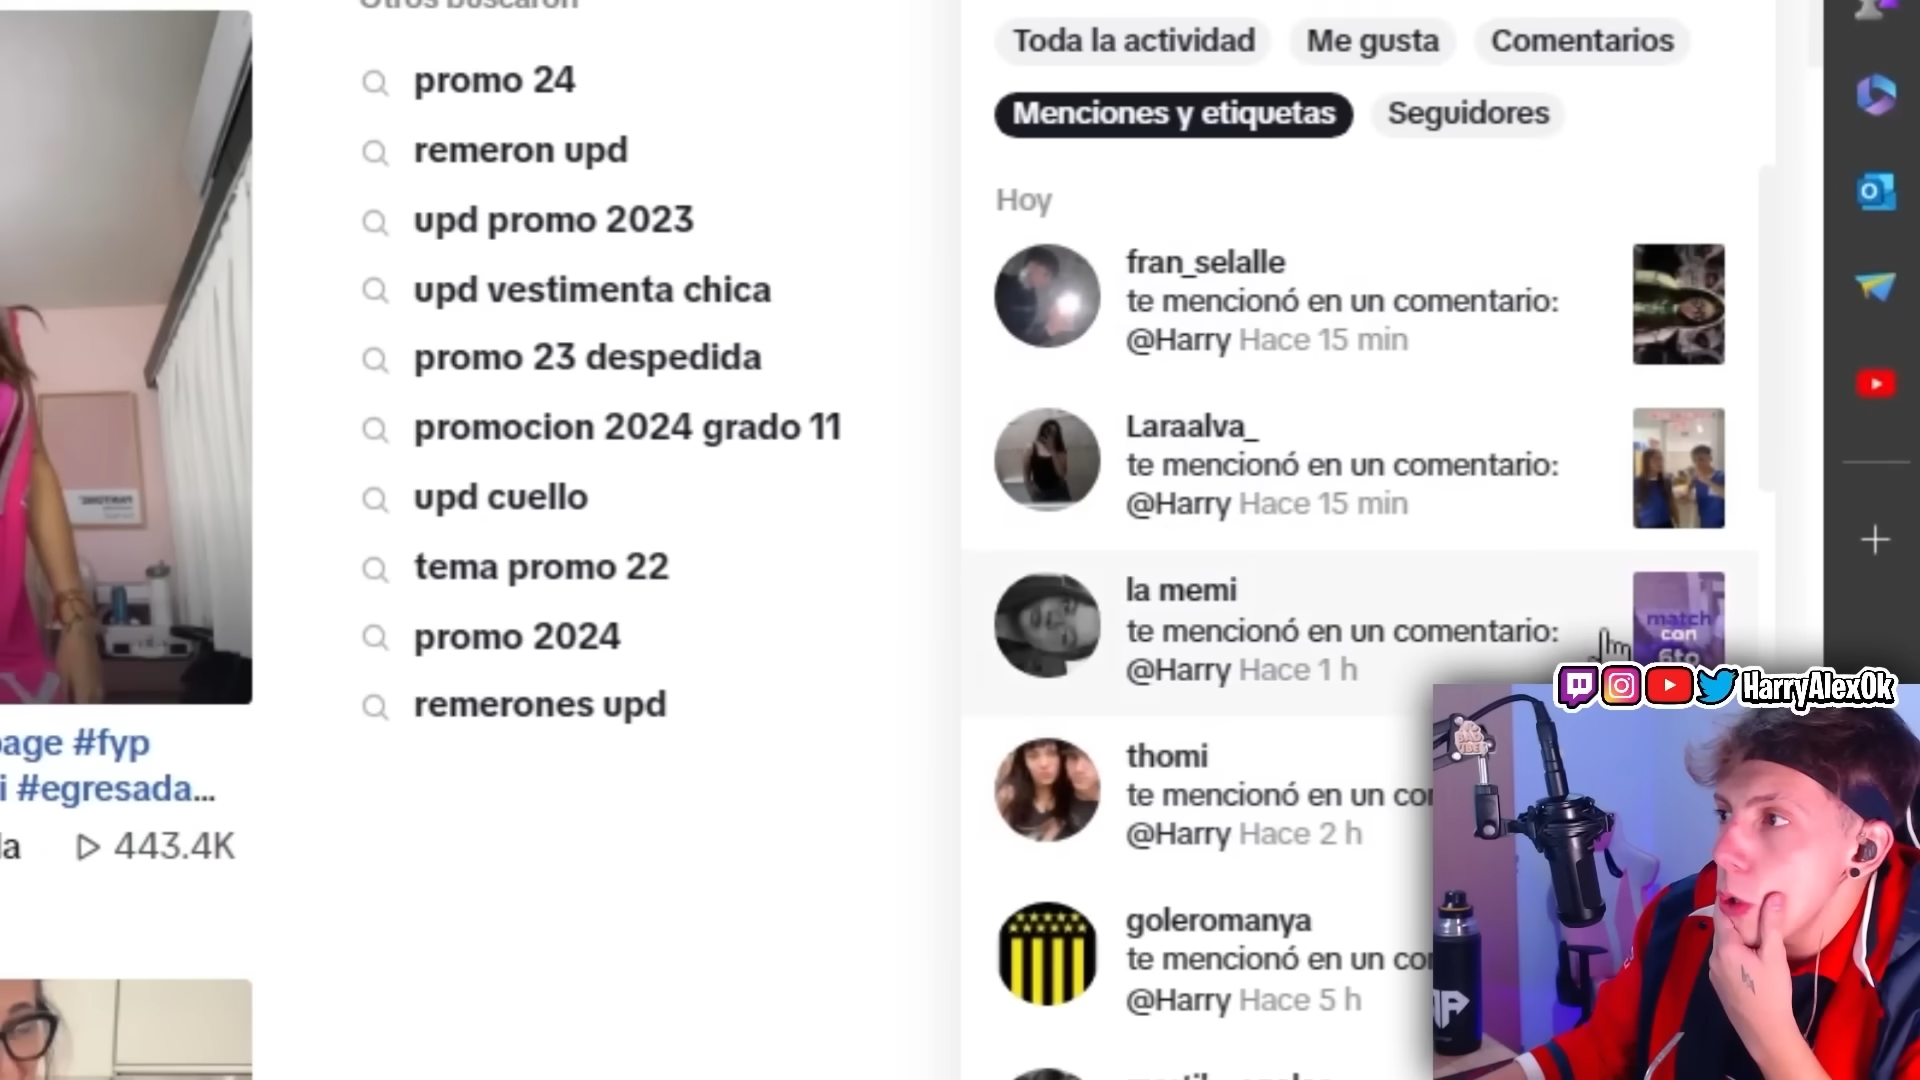 Otros buscaron
promo 24
remeron upd
upd promo 2023
upd vestimenta chica
promo 23 despedida
promocion 2024 grado 11
upd cuello
tema promo 22
promo 2024
remerones upd
#fyp
#egresada...
443.4K
Toda la actividad
Me gusta
Comentarios
Menciones y etiquetas
Seguidores
Hoy
fran_selalle
te mencionó en un comentario:
@Harry Hace 15 min
Laraalva_
te mencionó en un comentario:
@Harry Hace 15 min
la memi
te mencionó en un comentario:
@Harry Hace 1 h
match
con
6to
thomi
te mencionó en un
@Harry Hace 2 h
goleromanya
te mencionó en un
@Harry Hace 5 h
HarryAlexOk